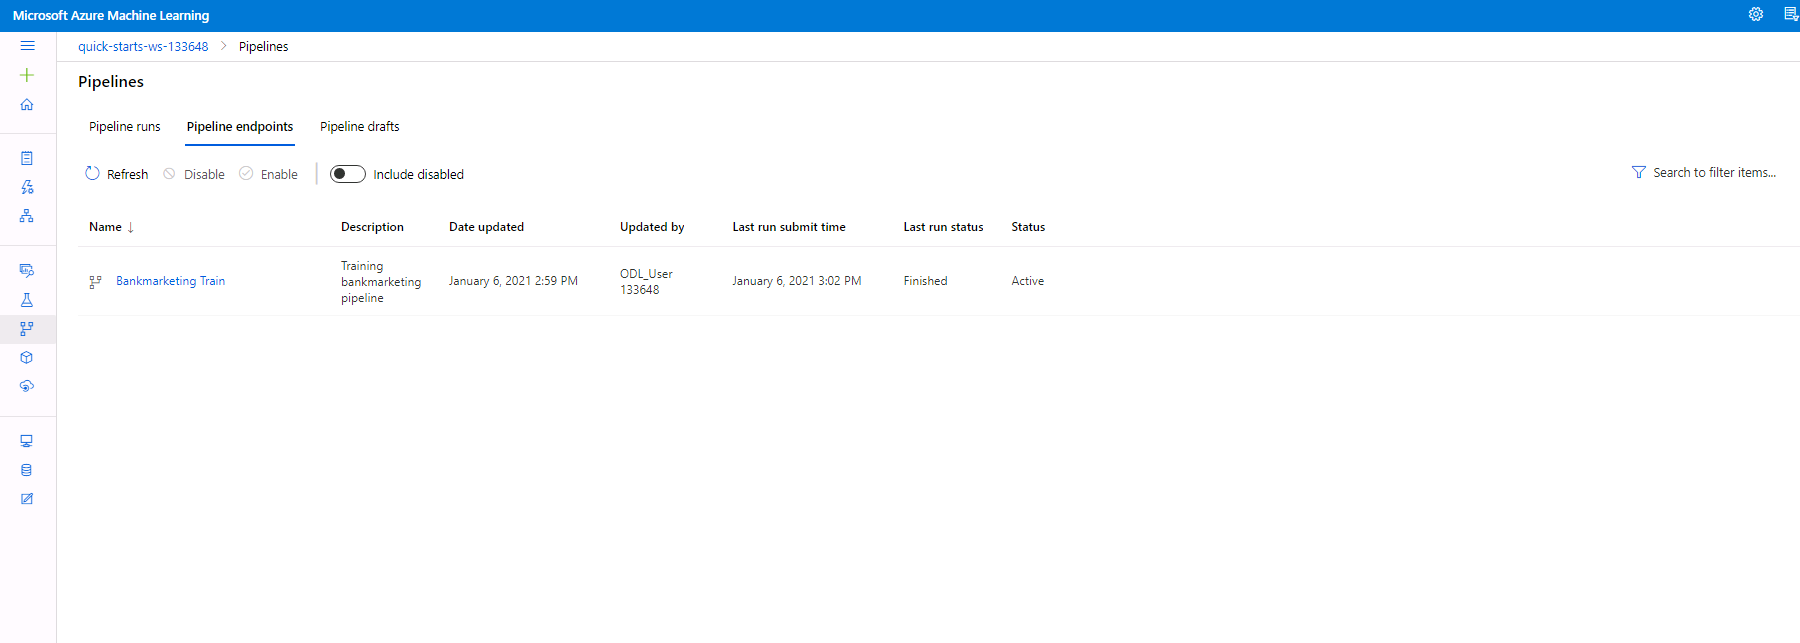 Microsoft Azure Machine Learning
quick-starts-ws-133648 > Pipelines
Pipelines
Pipeline runs Pipeline endpoints Pipeline drafts
Refresh Disable Enable Include disabled Search to filter items...
Name ↓ Description Date updated Updated by Last run submit time Last run status Status
Bankmarketing Train Training bankmarketing pipeline January 6, 2021 2:59 PM ODL_User 133648 January 6, 2021 3:02 PM Finished Active